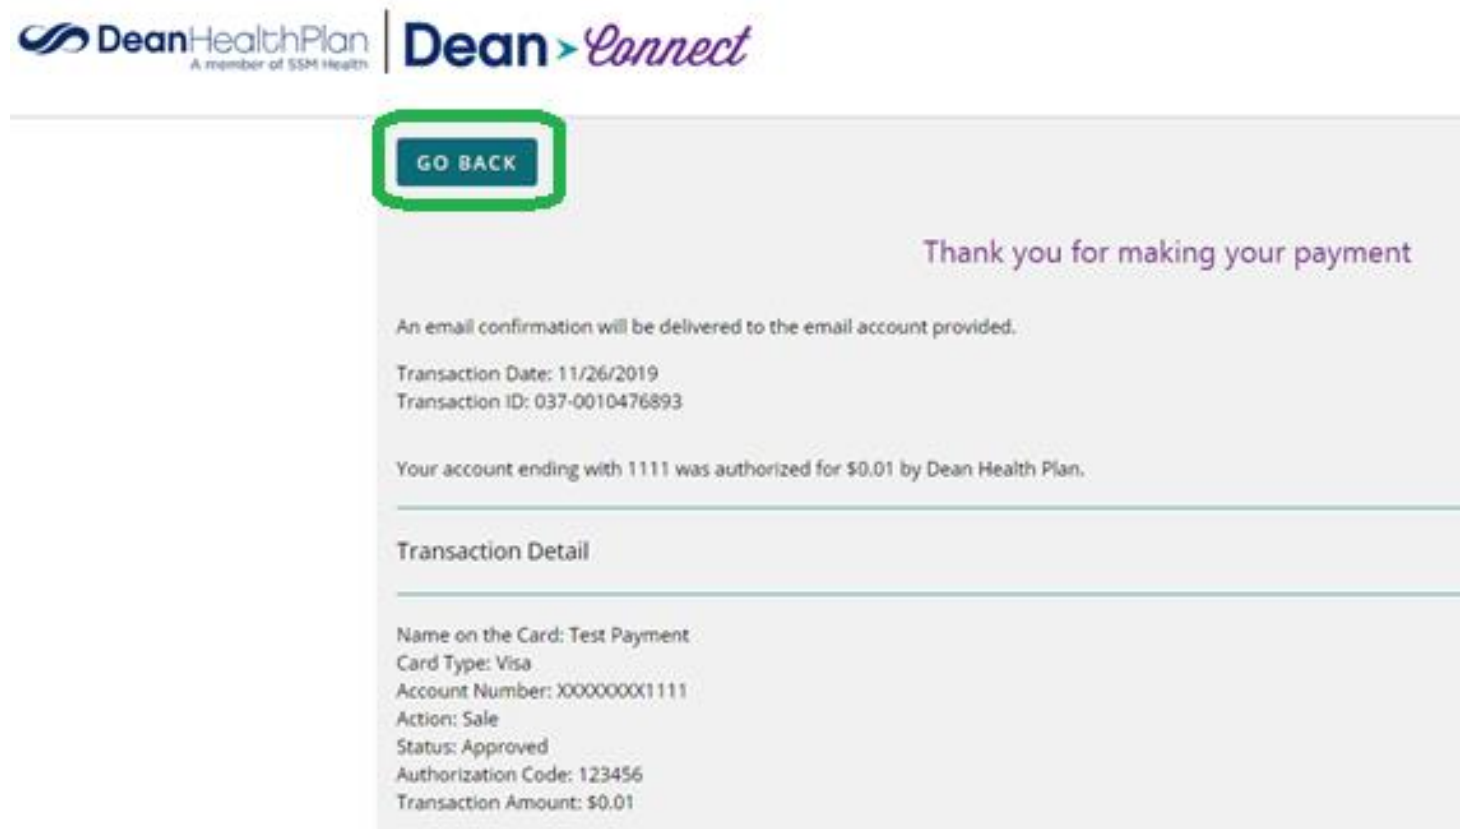 DeanHealthPlan
A member of SSM Health
Dean Connect
GO BACK
Thank you for making your payment
An email confirmation will be delivered to the email account provided.
Transaction Date: 11/26/2019
Transaction ID: 037-0010476893
Your account ending with 1111 was authorized for $0.01 by Dean Health Plan.
Transaction Detail
Name on the Card: Test Payment
Card Type: Visa
Account Number: XXXXXXXX1111
Action: Sale
Status: Approved
Authorization Code: 123456
Transaction Amount: $0.01